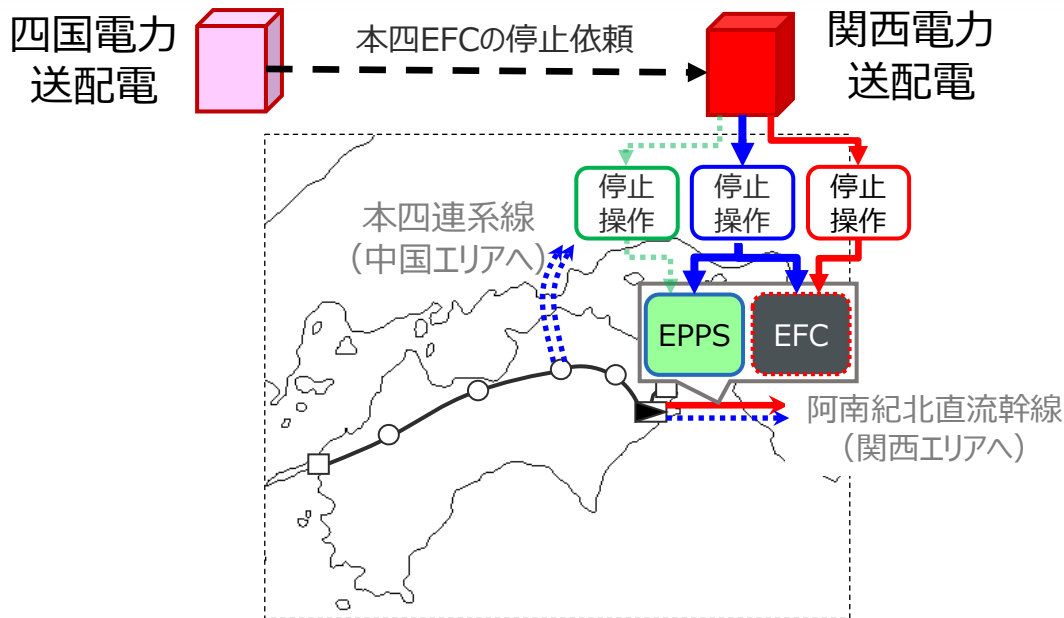 四国電力
送配電
本四EFCの停止依頼
関西電力
送配電
停止
操作
停止
操作
停止
操作
本四連系線
（中国エリアへ）
EPPS
EFC
阿南紀北直流幹線
（関西エリアへ）